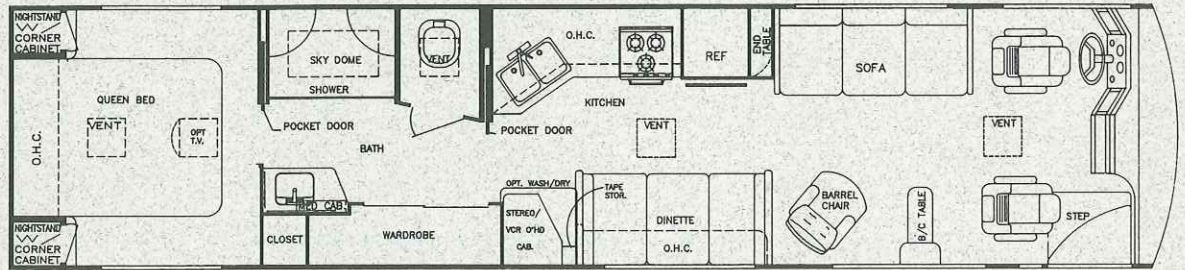 NIGHTSTAND
CORNER
CABINET
O.H.C.
QUEEN BED
VENT
OPT
T.V.
NIGHTSTAND
CORNER
CABINET
SKY DOME
SHOWER
VENT
POCKET DOOR
BATH
MED CAB.
CLOSET
WARDROBE
O.H.C.
KITCHEN
POCKET DOOR
REF
END
TABLE
VENT
OPT. WASH/DRY
STEREO/
VCR O'HD
CAB.
TAPE
STOR.
DINETTE
O.H.C.
SOFA
BARREL
CHAIR
B/C TABLE
VENT
STEP